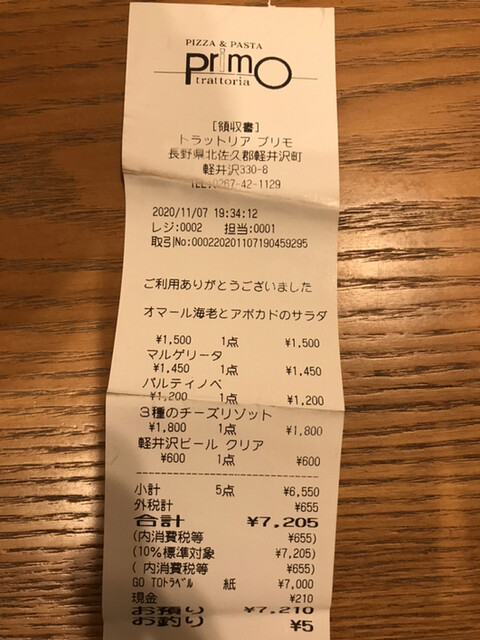 PIZZA & PASTA
primo
trattoria
[領収書]
トラットリア プリモ
長野県北佐久郡軽井沢町
軽井沢330-8
TEL:0267-42-1129
2020/11/07 19:34:12
レジ:0002 担当:0001
取引No:000220201107190459295
ご利用ありがとうございました
オマール海老とアボカドのサラダ
¥1,500 1点 ¥1,500
マルゲリータ
¥1,450 1点 ¥1,450
パルティノペ
¥1,200 1点 ¥1,200
3種のチーズリゾット
¥1,800 1点 ¥1,800
軽井沢ビール クリア
¥600 1点 ¥600
小計 5点 ¥6,550
外税計 ¥655
合計 ¥7,205
(内消費税等 ¥655)
(10%標準対象 ¥7,205)
( 内消費税等 ¥655)
GO TOトラベル 紙 ¥7,000
現金 ¥210
お預り ¥7,210
お釣り ¥5